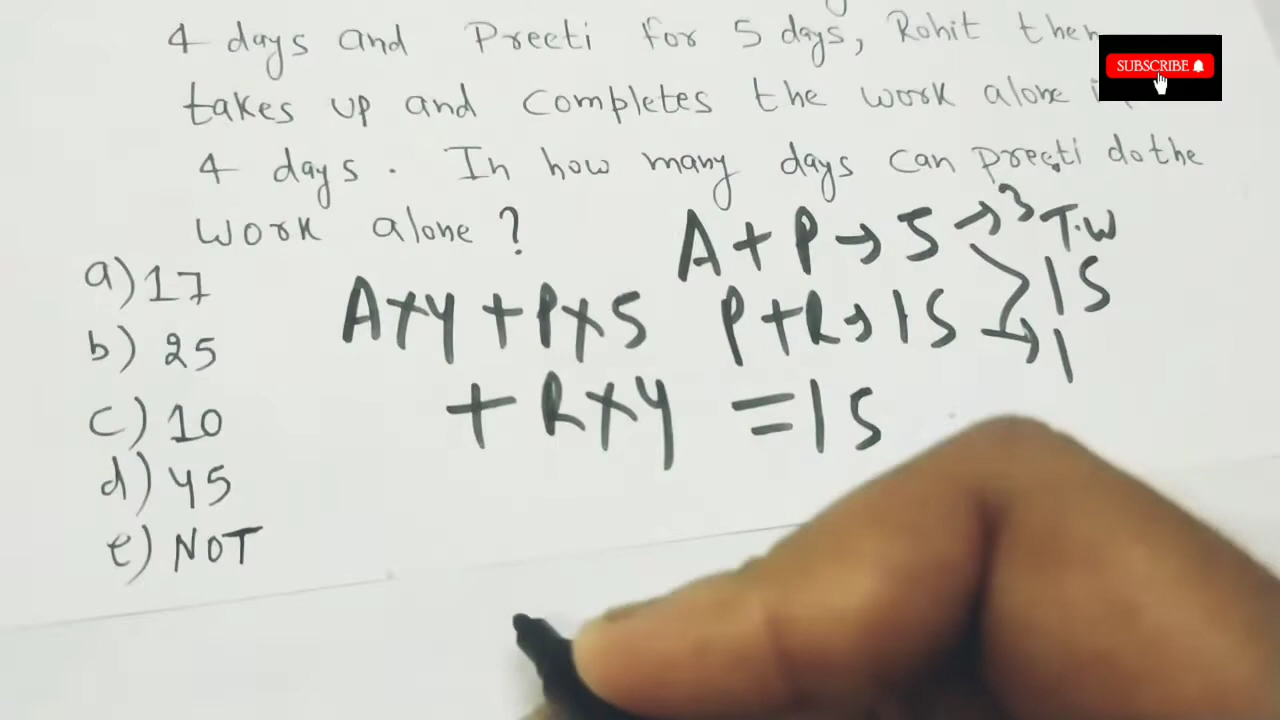 4 days and Preeti for 5 days, Rohit then
SUBSCRIBE
takes up and completes the work alone
4 days. In how many days can preeti do the
work alone?
a) 17
b) 25
c) 10
d) 45
e) NOT
A + P → 5 → 3
T.W
P + R → 15 → 1
15
A×4 + P×5
+ R×4 = 15